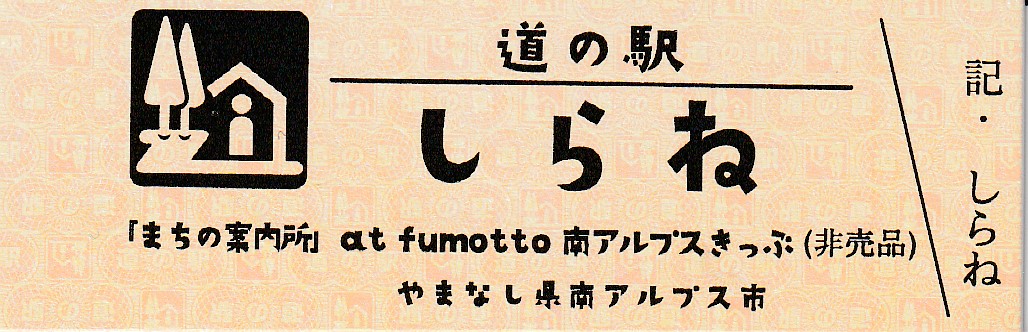 道の駅
しらね
『まちの案内所』 at fumotto 南アルプスきっぷ (非売品)
やまなし県南アルプス市
記・しらね